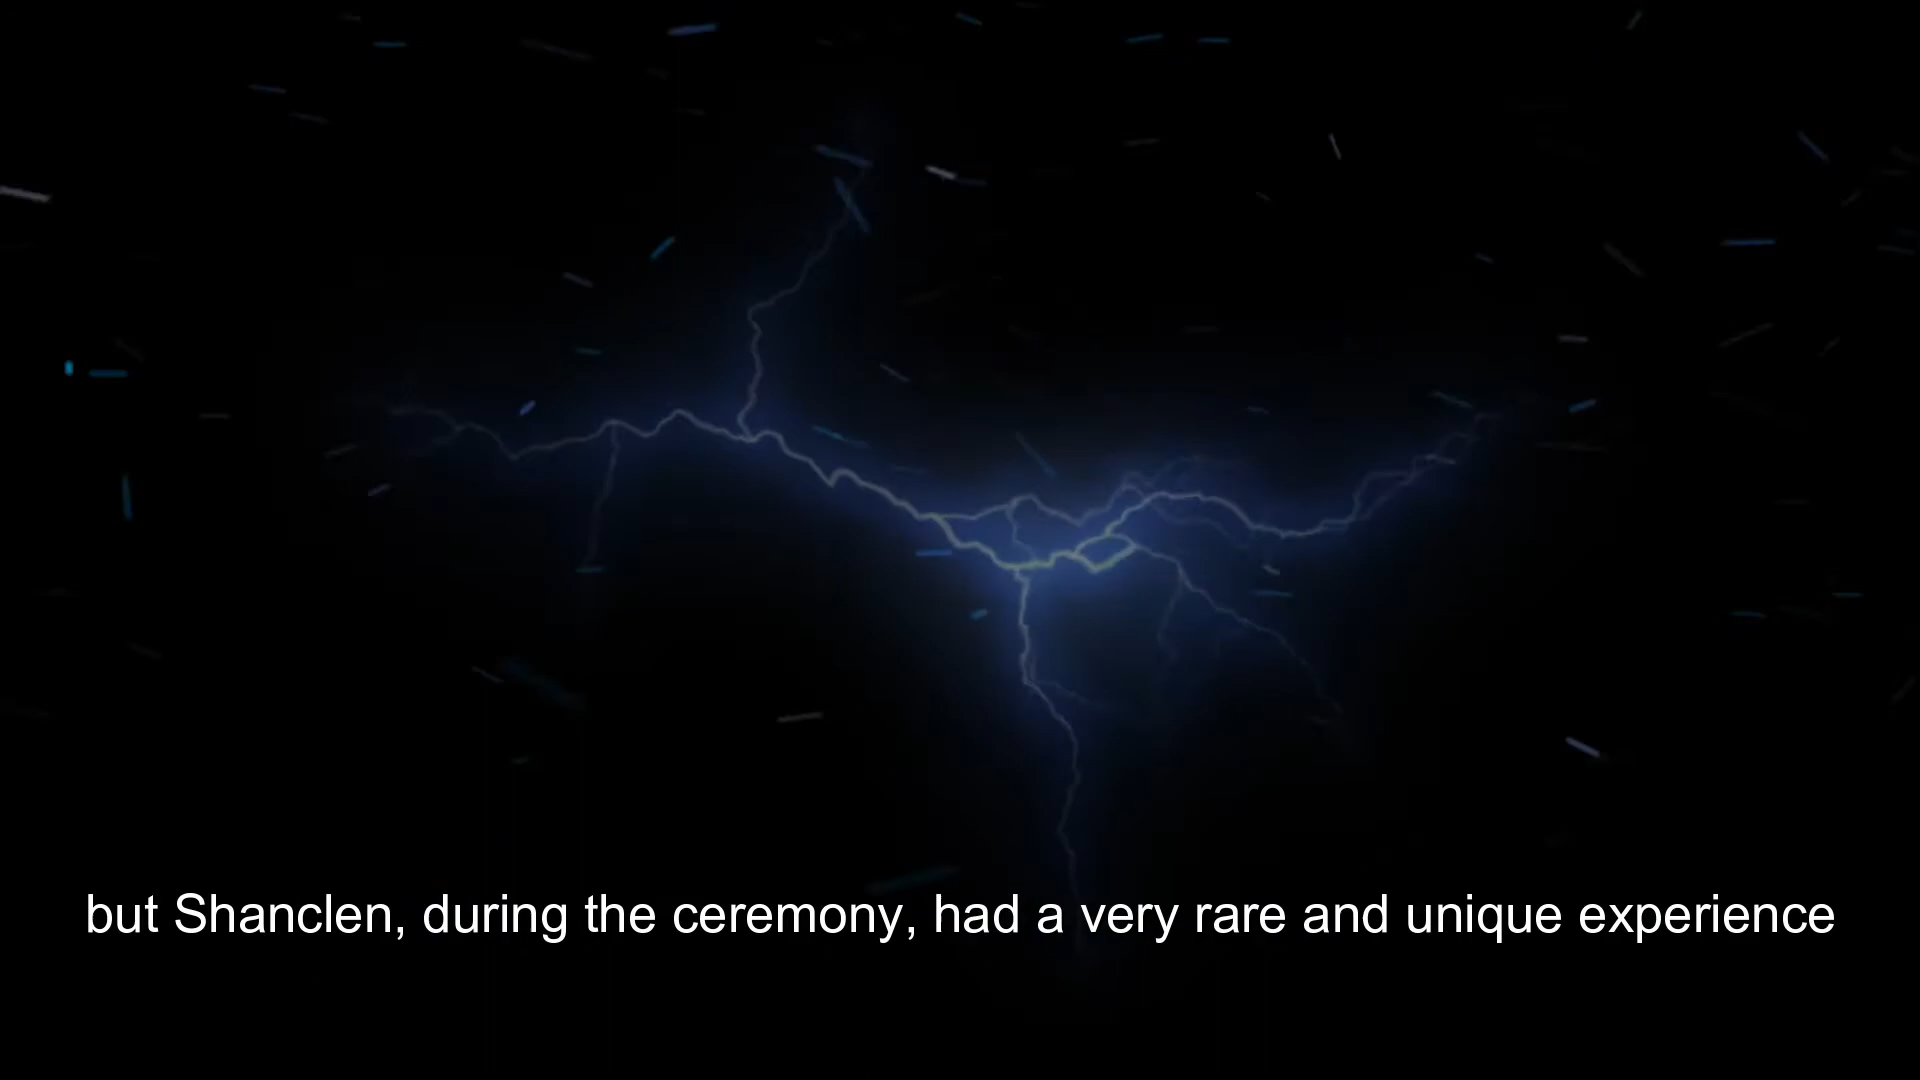 but Shanclen, during the ceremony, had a very rare and unique experience